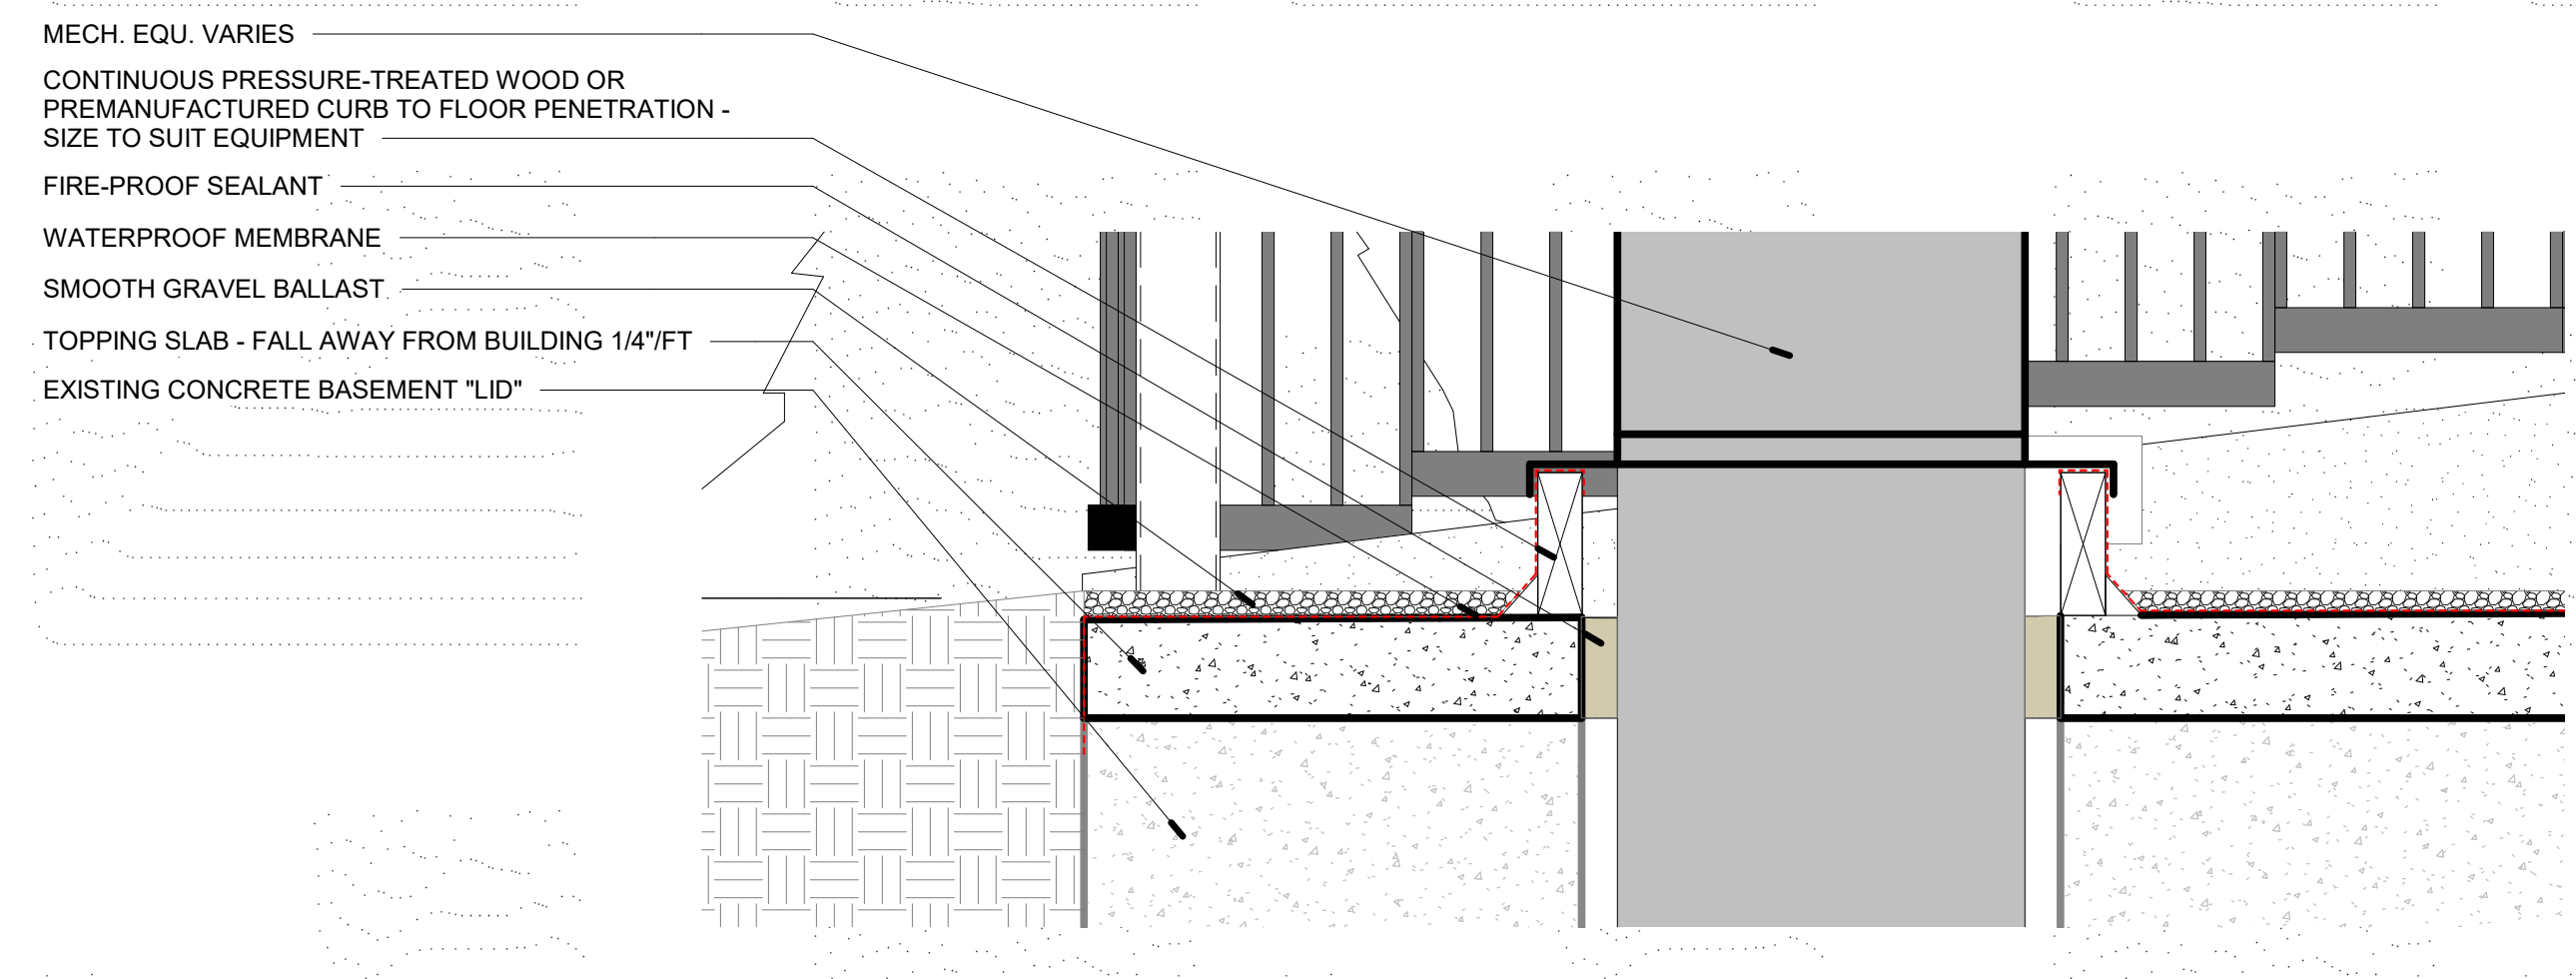 MECH. EQU. VARIES
CONTINUOUS PRESSURE-TREATED WOOD OR
PREMANUFACTURED CURB TO FLOOR PENETRATION -
SIZE TO SUIT EQUIPMENT
FIRE-PROOF SEALANT
WATERPROOF MEMBRANE
SMOOTH GRAVEL BALLAST
TOPPING SLAB - FALL AWAY FROM BUILDING 1/4"/FT
EXISTING CONCRETE BASEMENT "LID"